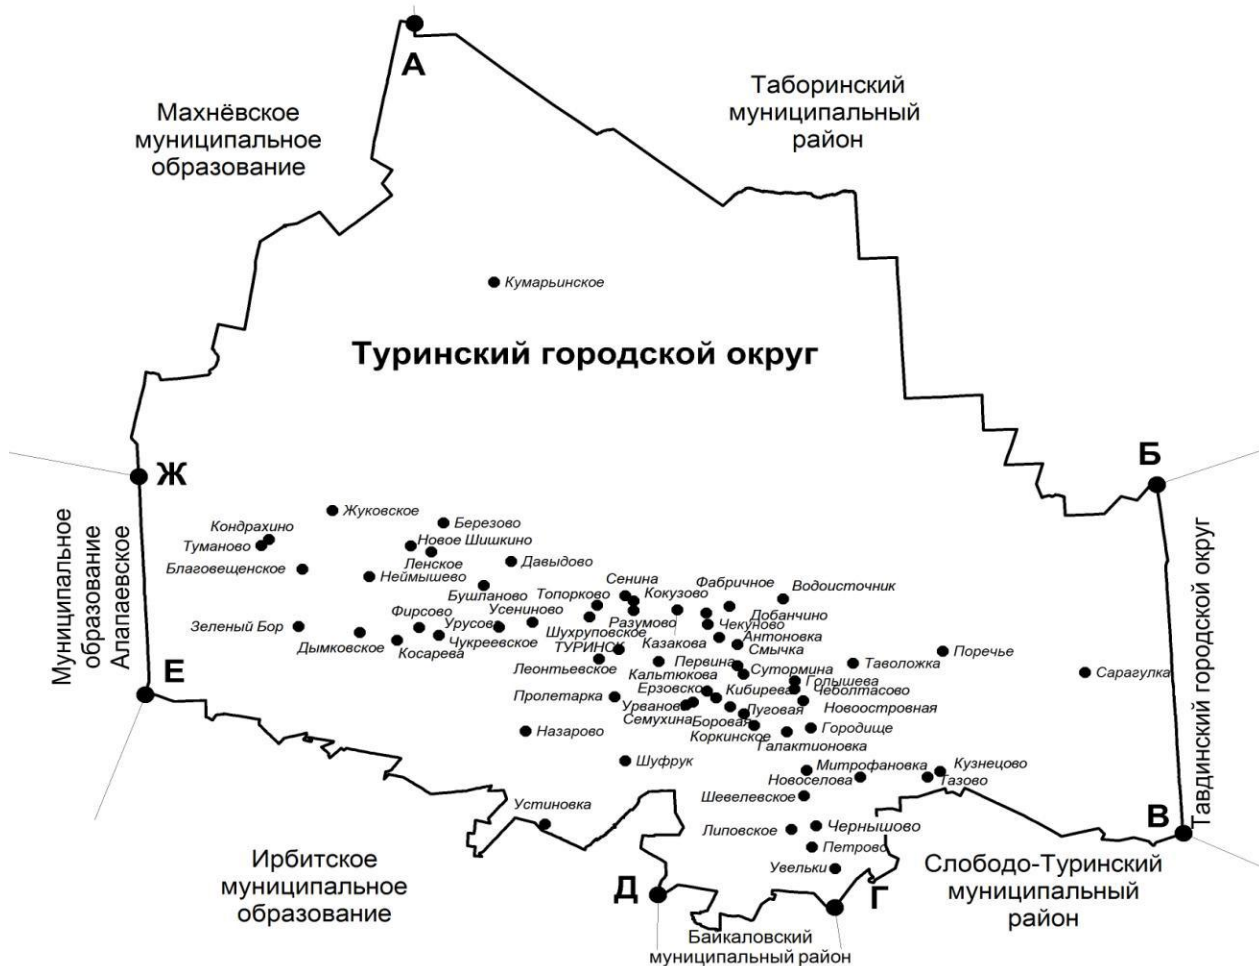 А
Махнёвское
муниципальное
образование
Таборинский
муниципальный
район
Кумарьинское
Туринский городской округ
Ж
Б
Муниципальное
образование
Алапаевское
Тавдинский городской округ
Жуковское
Березово
Кондрахино
Туманово
Новое Шишкино
Ленское
Благовещенское
Неймышево
Давыдово
Бушланово
Сенина
Топорково
Кокузово
Фабричное
Водоисточник
Фирсово
Урусова
Усениново
Разумово
Добанчино
Чекуново
Зеленый Бор
Дымковское
Косарева
Чукреевское
Шухруповское
ТУРИНСК
Казакова
Антоновка
Смычка
Леонтьевское
Кальтюкова
Первина
Сутормина
Таволожка
Поречье
Сарагулка
Голышева
Чеболтасово
Пролетарка
Ерзовско
Кибирева
Урваново
Семухина
Луговая
Новоостровная
Боровая
Коркинское
Городище
Галактионовка
Е
Назарово
Шуфрук
Митрофановка
Новоселова
Кузнецово
Тазово
Шевелевское
Устиновка
Липовское
Чернышово
Петрово
Увельки
В
Ирбитское
муниципальное
образование
Д
Г
Слободо-Туринский
муниципальный
район
Байкаловский
муниципальный район